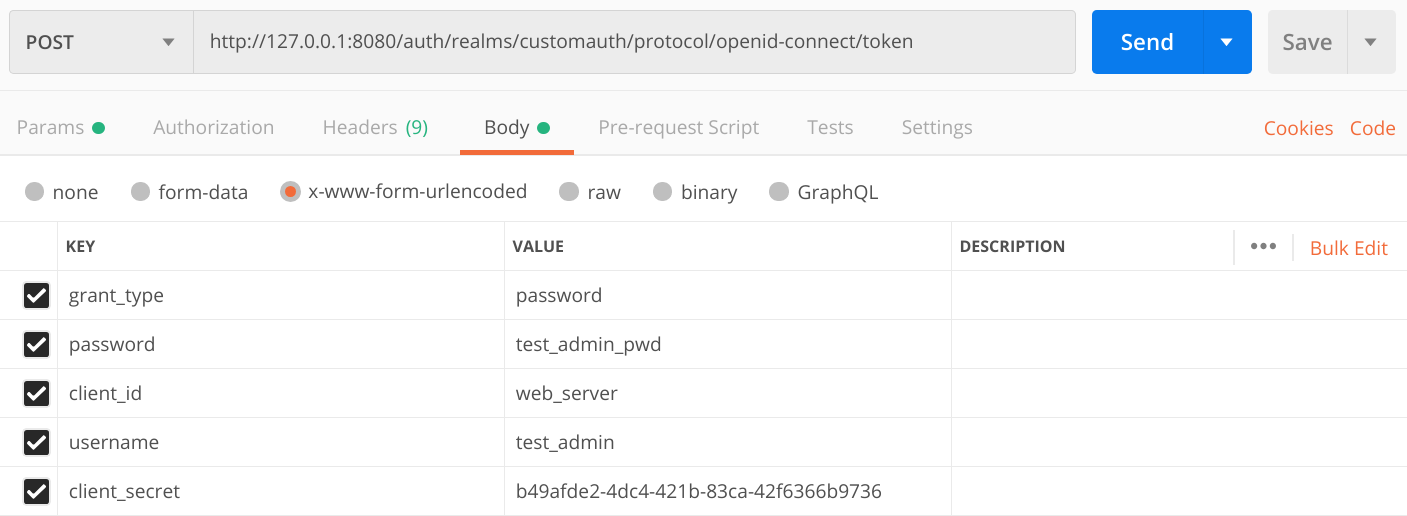 POST http://127.0.0.1:8080/auth/realms/customauth/protocol/openid-connect/token Send Save
Params Authorization Headers (9) Body Pre-request Script Tests Settings Cookies Code
none form-data x-www-form-urlencoded raw binary GraphQL
KEY VALUE DESCRIPTION ••• Bulk Edit
grant_type password
password test_admin_pwd
client_id web_server
username test_admin
client_secret b49afde2-4dc4-421b-83ca-42f6366b9736